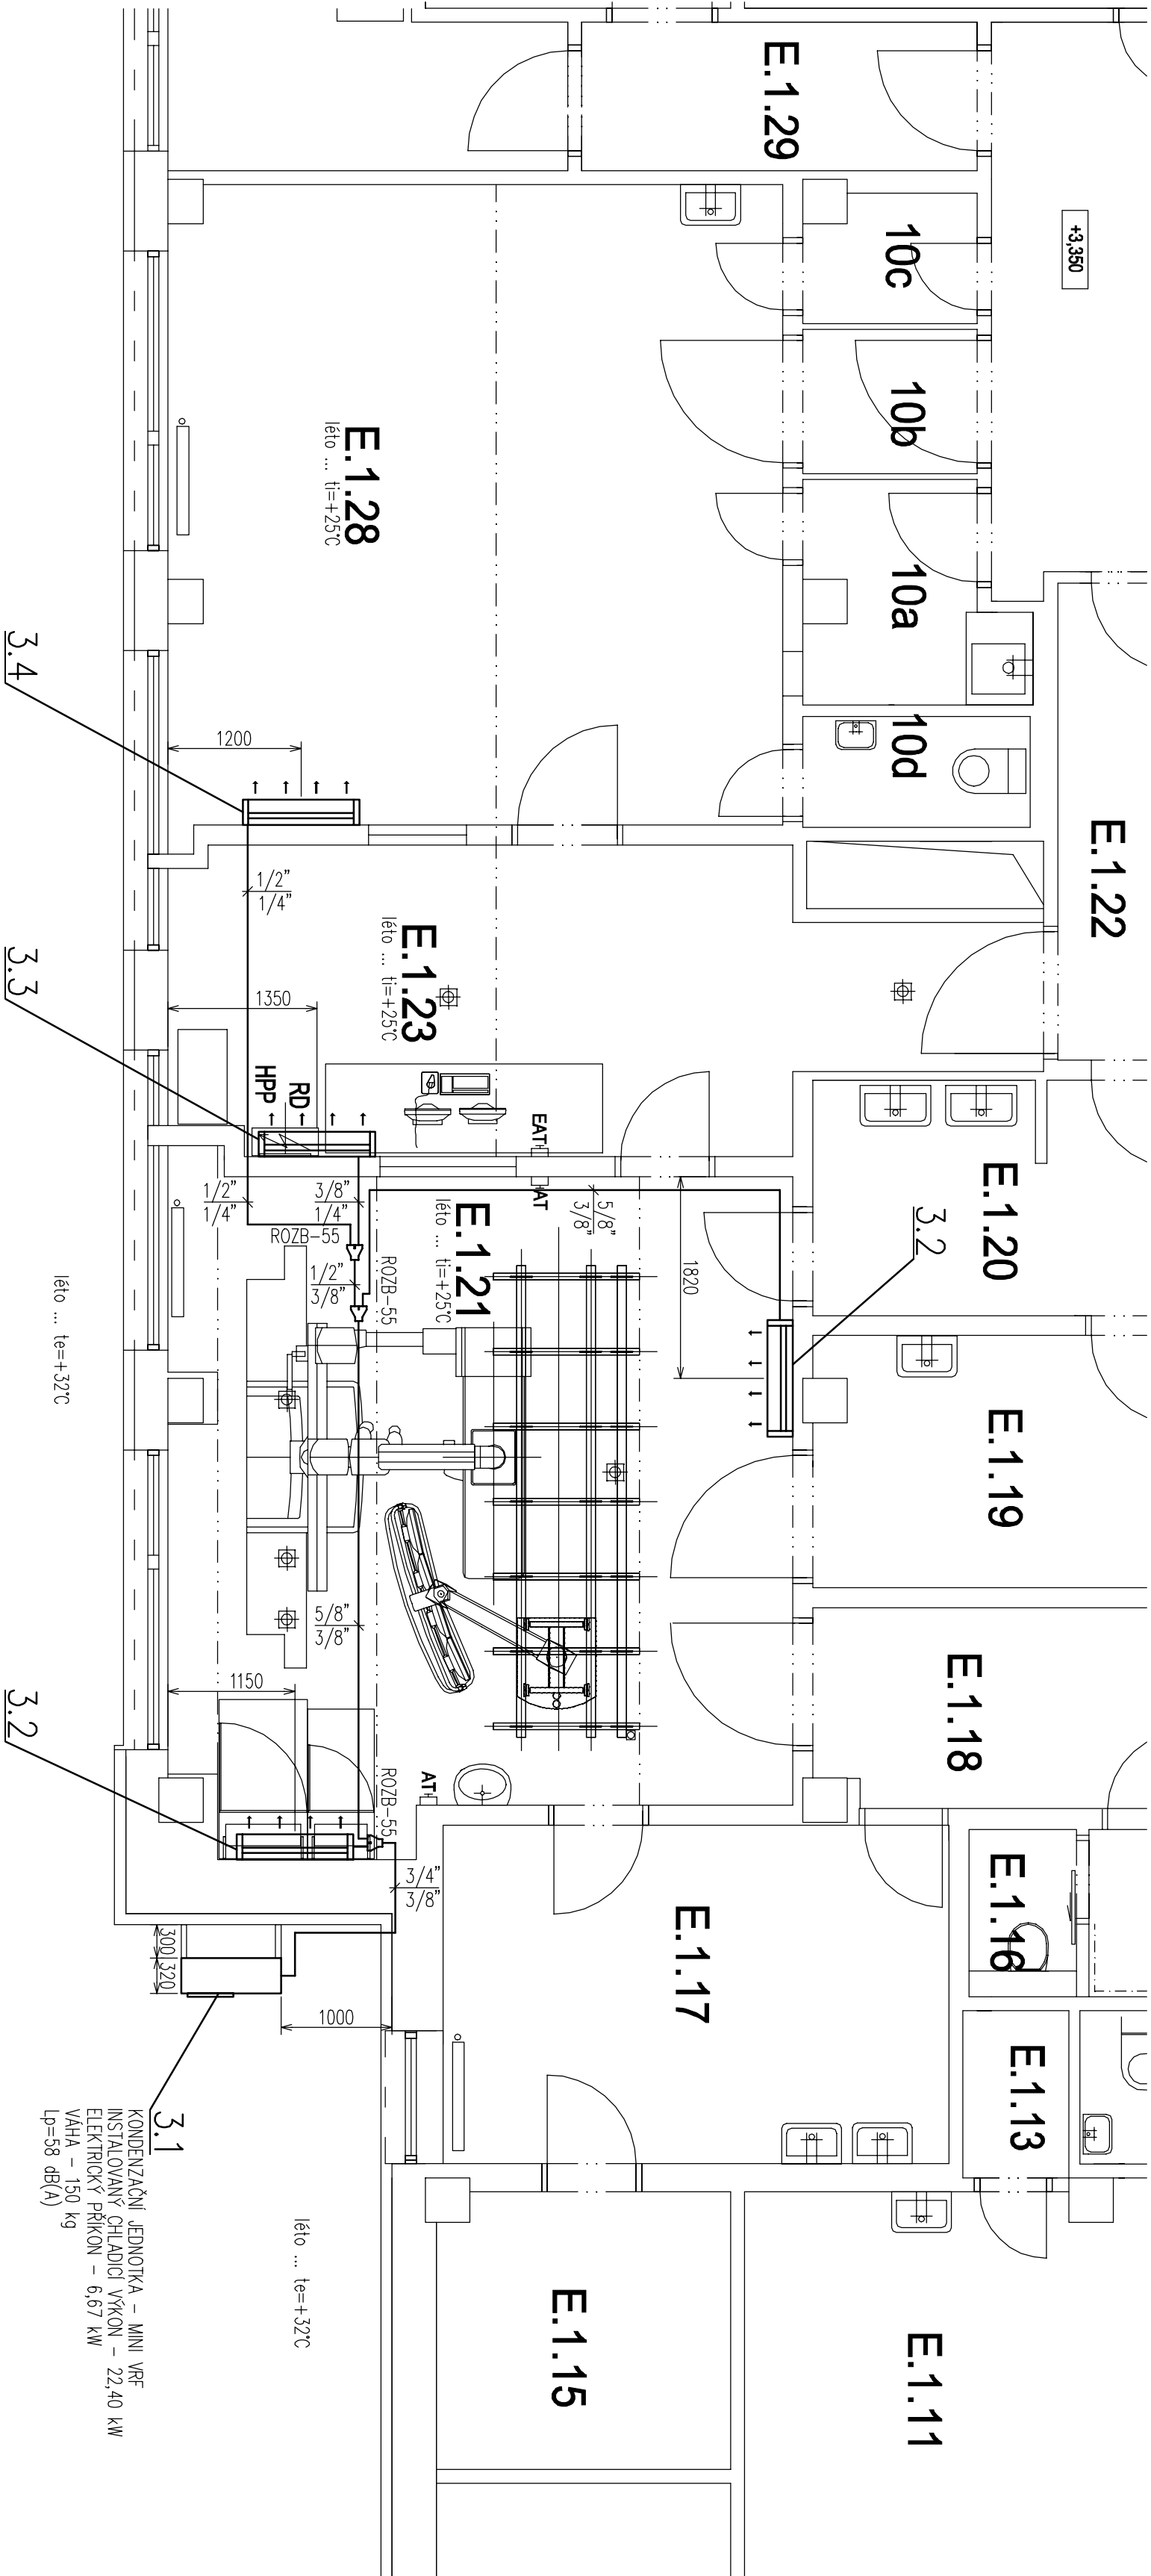 E.1.29
+3,350
10c
10b
10a
10d
E.1.22
E.1.28
léto ... ti=+25°C
3.4
1200
1/2"
1/4"
E.1.23
léto ... ti=+25°C
3.3
1350
HPP
RD
EAT
AT
1/2"
1/4"
3/8"
1/4"
ROZB-55
1/2"
3/8"
ROZB-55
E.1.21
léto ... ti=+25°C
5/8"
3/8"
1820
3.2
E.1.20
E.1.19
E.1.18
léto ... te=+32°C
5/8"
3/8"
1150
3.2
ROZB-55
AT
3/4"
3/8"
E.1.17
E.1.16
E.1.13
300
320
1000
3.1
KONDENZAČNÍ JEDNOTKA - MINI VRF
INSTALOVANÝ CHLADICÍ VÝKON - 22,40 kW
ELEKTRICKÝ PŘÍKON - 6,67 kW
VÁHA - 150 kg
Lp=58 dB(A)
léto ... te=+32°C
E.1.15
E.1.11